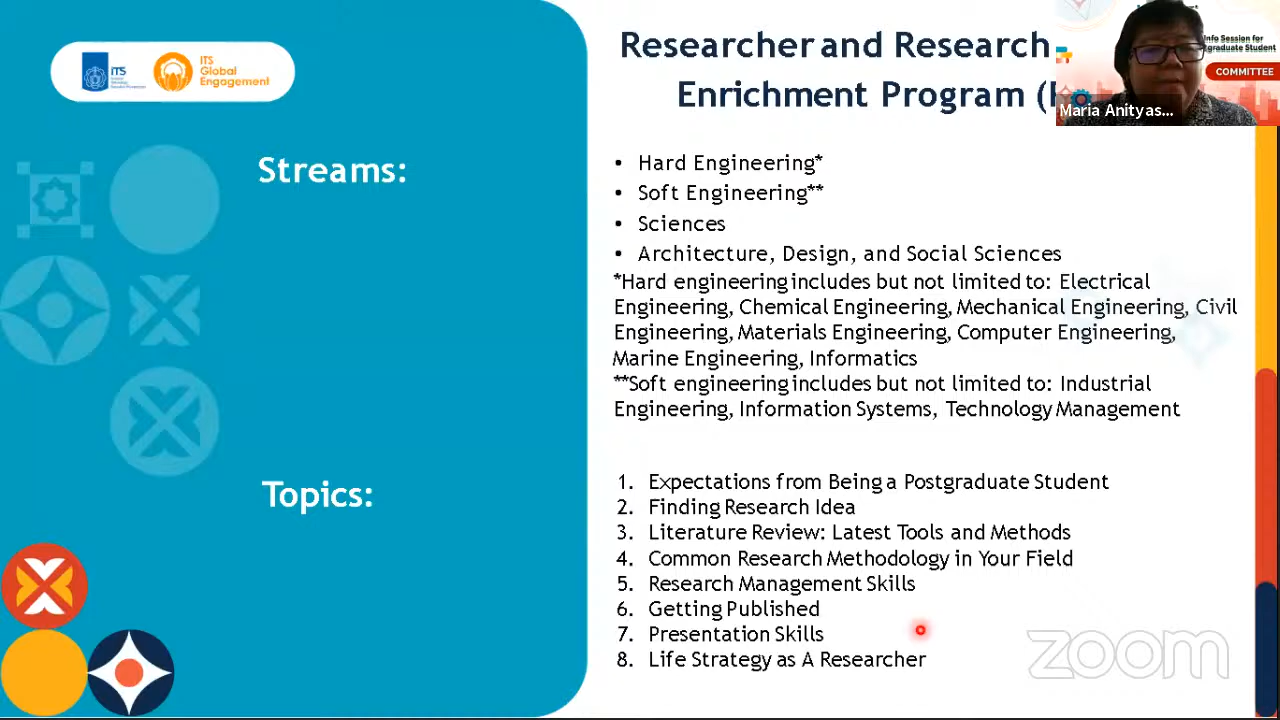 ITS
ITS
Global
Engagement
Researcher and Research
Enrichment Program (
Info Session for
graduate Student
COMMITTEE
Maria Anityas...
Streams:
• Hard Engineering*
• Soft Engineering**
• Sciences
• Architecture, Design, and Social Sciences
*Hard engineering includes but not limited to: Electrical
Engineering, Chemical Engineering, Mechanical Engineering, Civil
Engineering, Materials Engineering, Computer Engineering,
Marine Engineering, Informatics
**Soft engineering includes but not limited to: Industrial
Engineering, Information Systems, Technology Management
Topics:
1. Expectations from Being a Postgraduate Student
2. Finding Research Idea
3. Literature Review: Latest Tools and Methods
4. Common Research Methodology in Your Field
5. Research Management Skills
6. Getting Published
7. Presentation Skills
8. Life Strategy as A Researcher
zoom